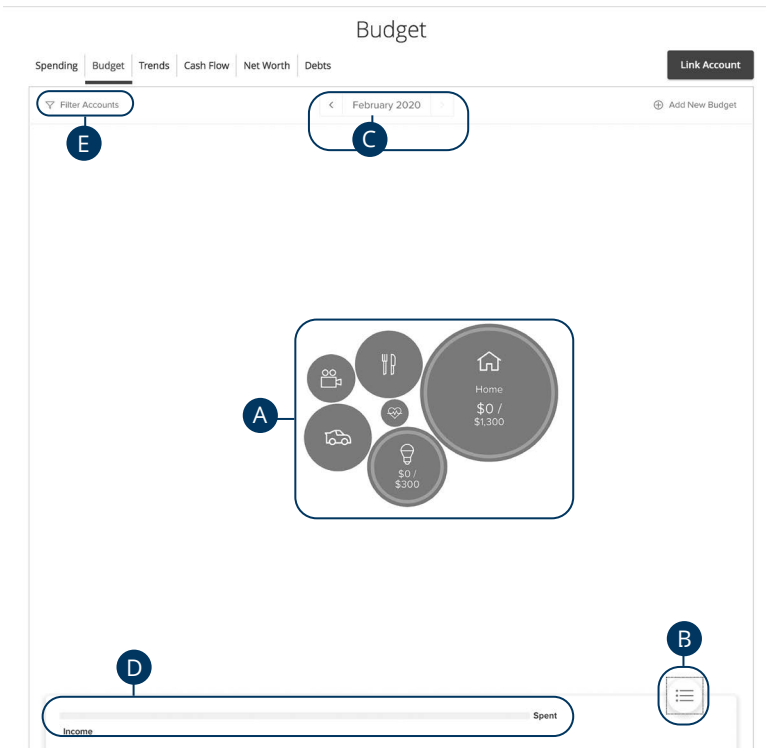 Budget
Spending Budget Trends Cash Flow Net Worth Debts
Link Account
Filter Accounts
February 2020
Add New Budget
E
C
Home
$0 /
$1,300
A
$0 /
$300
B
D
Spent
Income